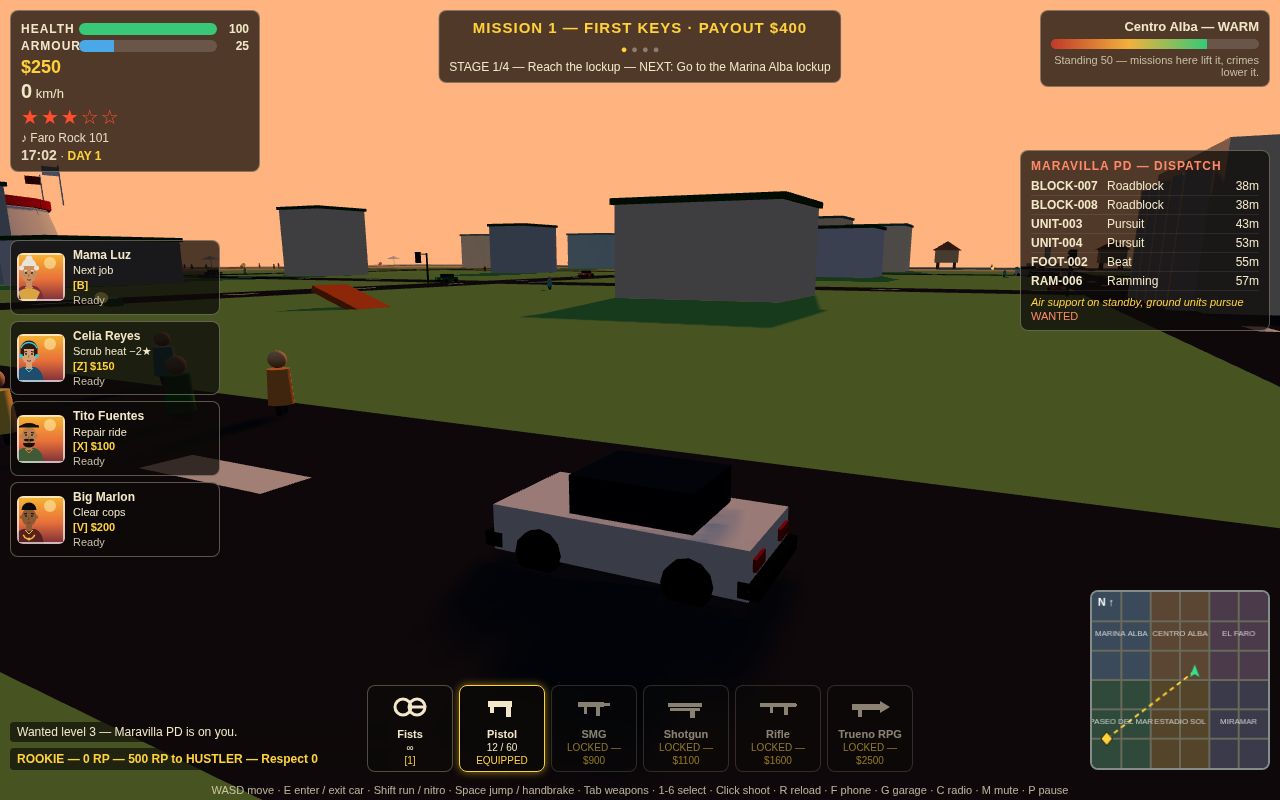 HEALTH 100
ARMOUR 25
$250
0 km/h
★★★☆☆
♪ Faro Rock 101
17:02 · DAY 1
MISSION 1 — FIRST KEYS · PAYOUT $400
STAGE 1/4 — Reach the lockup — NEXT: Go to the Marina Alba lockup
Centro Alba — WARM
Standing 50 — missions here lift it, crimes
lower it.
MARAVILLA PD — DISPATCH
BLOCK-007 Roadblock 38m
BLOCK-008 Roadblock 38m
UNIT-003 Pursuit 43m
UNIT-004 Pursuit 53m
FOOT-002 Beat 55m
RAM-006 Ramming 57m
Air support on standby, ground units pursue
WANTED
Mama Luz
Next job
[B]
Ready
Celia Reyes
Scrub heat −2★
[Z] $150
Ready
Tito Fuentes
Repair ride
[X] $100
Ready
Big Marlon
Clear cops
[V] $200
Ready
N ↑
MARINA ALBA CENTRO ALBA EL FARO
PASEO DEL MAR ESTADIO SOL MIRAMAR
Fists
∞
[1]
Pistol
12 / 60
EQUIPPED
SMG
LOCKED —
$900
Shotgun
LOCKED —
$1100
Rifle
LOCKED —
$1600
Trueno RPG
LOCKED —
$2500
Wanted level 3 — Maravilla PD is on you.
ROOKIE — 0 RP — 500 RP to HUSTLER — Respect 0
WASD move · E enter / exit car · Shift run / nitro · Space jump / handbrake · Tab weapons · 1-6 select · Click shoot · R reload · F phone · G garage · C radio · M mute · P pause